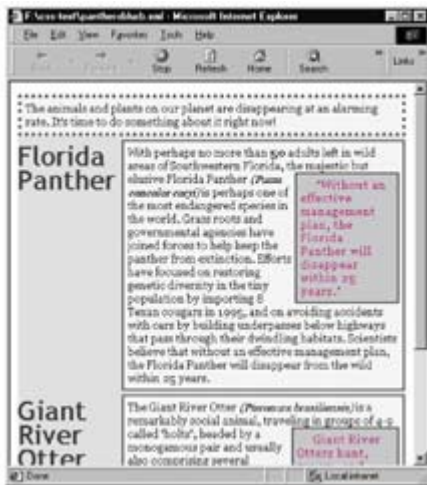 F:\css-text\pantherobhab.xml - Microsoft Internet Explorer
File Edit View Favorites Tools Help
Stop Refresh Home Search Links
The animals and plants on our planet are disappearing at an alarming
rate. It's time to do something about it right now!
Florida
Panther
With perhaps no more than 50 adults left in wild
areas of Southwestern Florida, the majestic but
elusive Florida Panther (Puma
concolor coryi) is perhaps one of
the most endangered species in
the world. Grass roots and
governmental agencies have
joined forces to help keep the
panther from extinction. Efforts
have focused on restoring
genetic diversity in the tiny
population by importing 8
Texan cougars in 1995, and on avoiding accidents
with cars by building underpasses below highways
that pass through their dwindling habitats. Scientists
believe that without an effective management plan,
the Florida Panther will disappear from the wild
within 25 years.
"Without an
effective
management
plan, the
Florida
Panther will
disappear
within 25
years."
Giant
River
Otter
The Giant River Otter (Pteronura brasiliensis) is a
remarkably social animal, traveling in groups of 4-9
called 'holts', headed by a
monogamous pair and usually
also comprising several
Giant River
Otters hunt,
Done
Local intranet